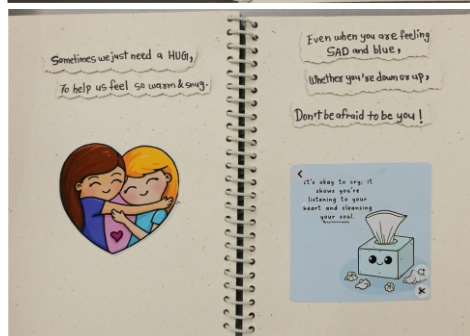 Sometimes we just need a HUG,
To help us feel so warm & snug.
Even when you are feeling
SAD and blue,
Whether you're down or up,
Don't be afraid to be you!
it's okay to cry; it
shows you're
listening to your
heart and cleansing
your soul.